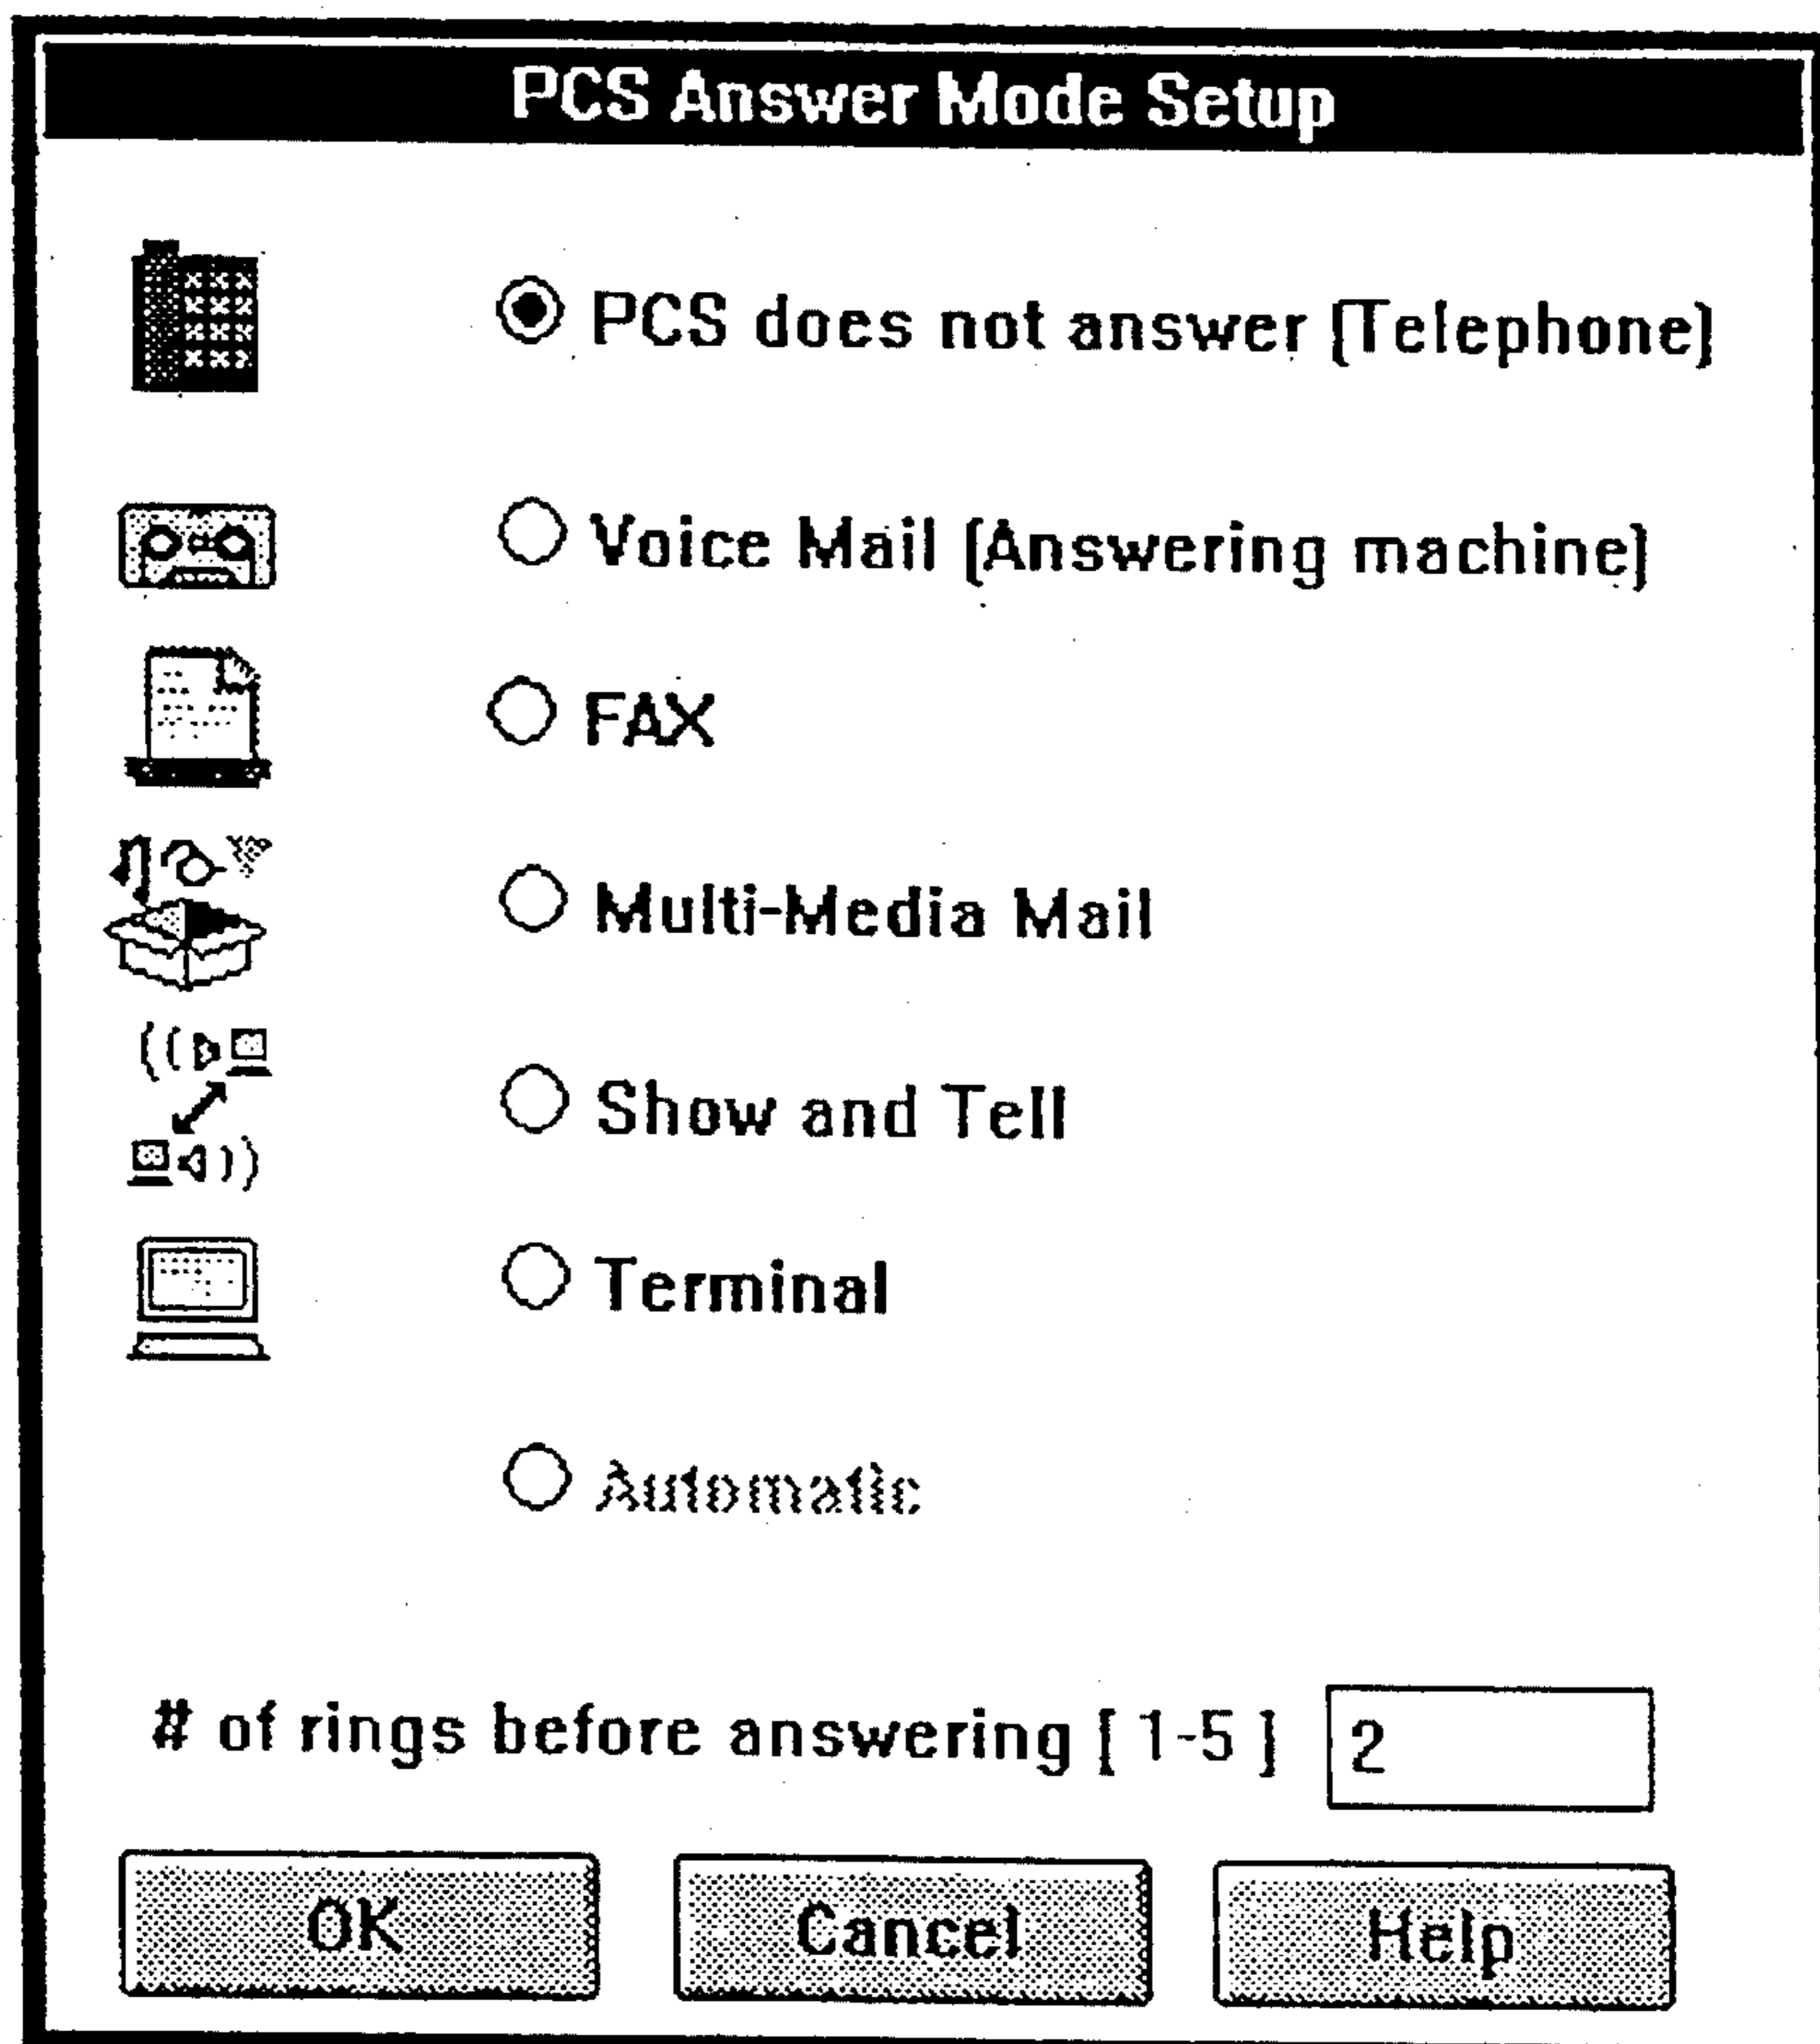 PCS Answer Mode Setup
PCS does not answer (Telephone)
Voice Mail (Answering machine)
FAX
Multi-Media Mail
Show and Tell
Terminal
Automatic
# of rings before answering [ 1-5 ] 2
OK Cancel Help